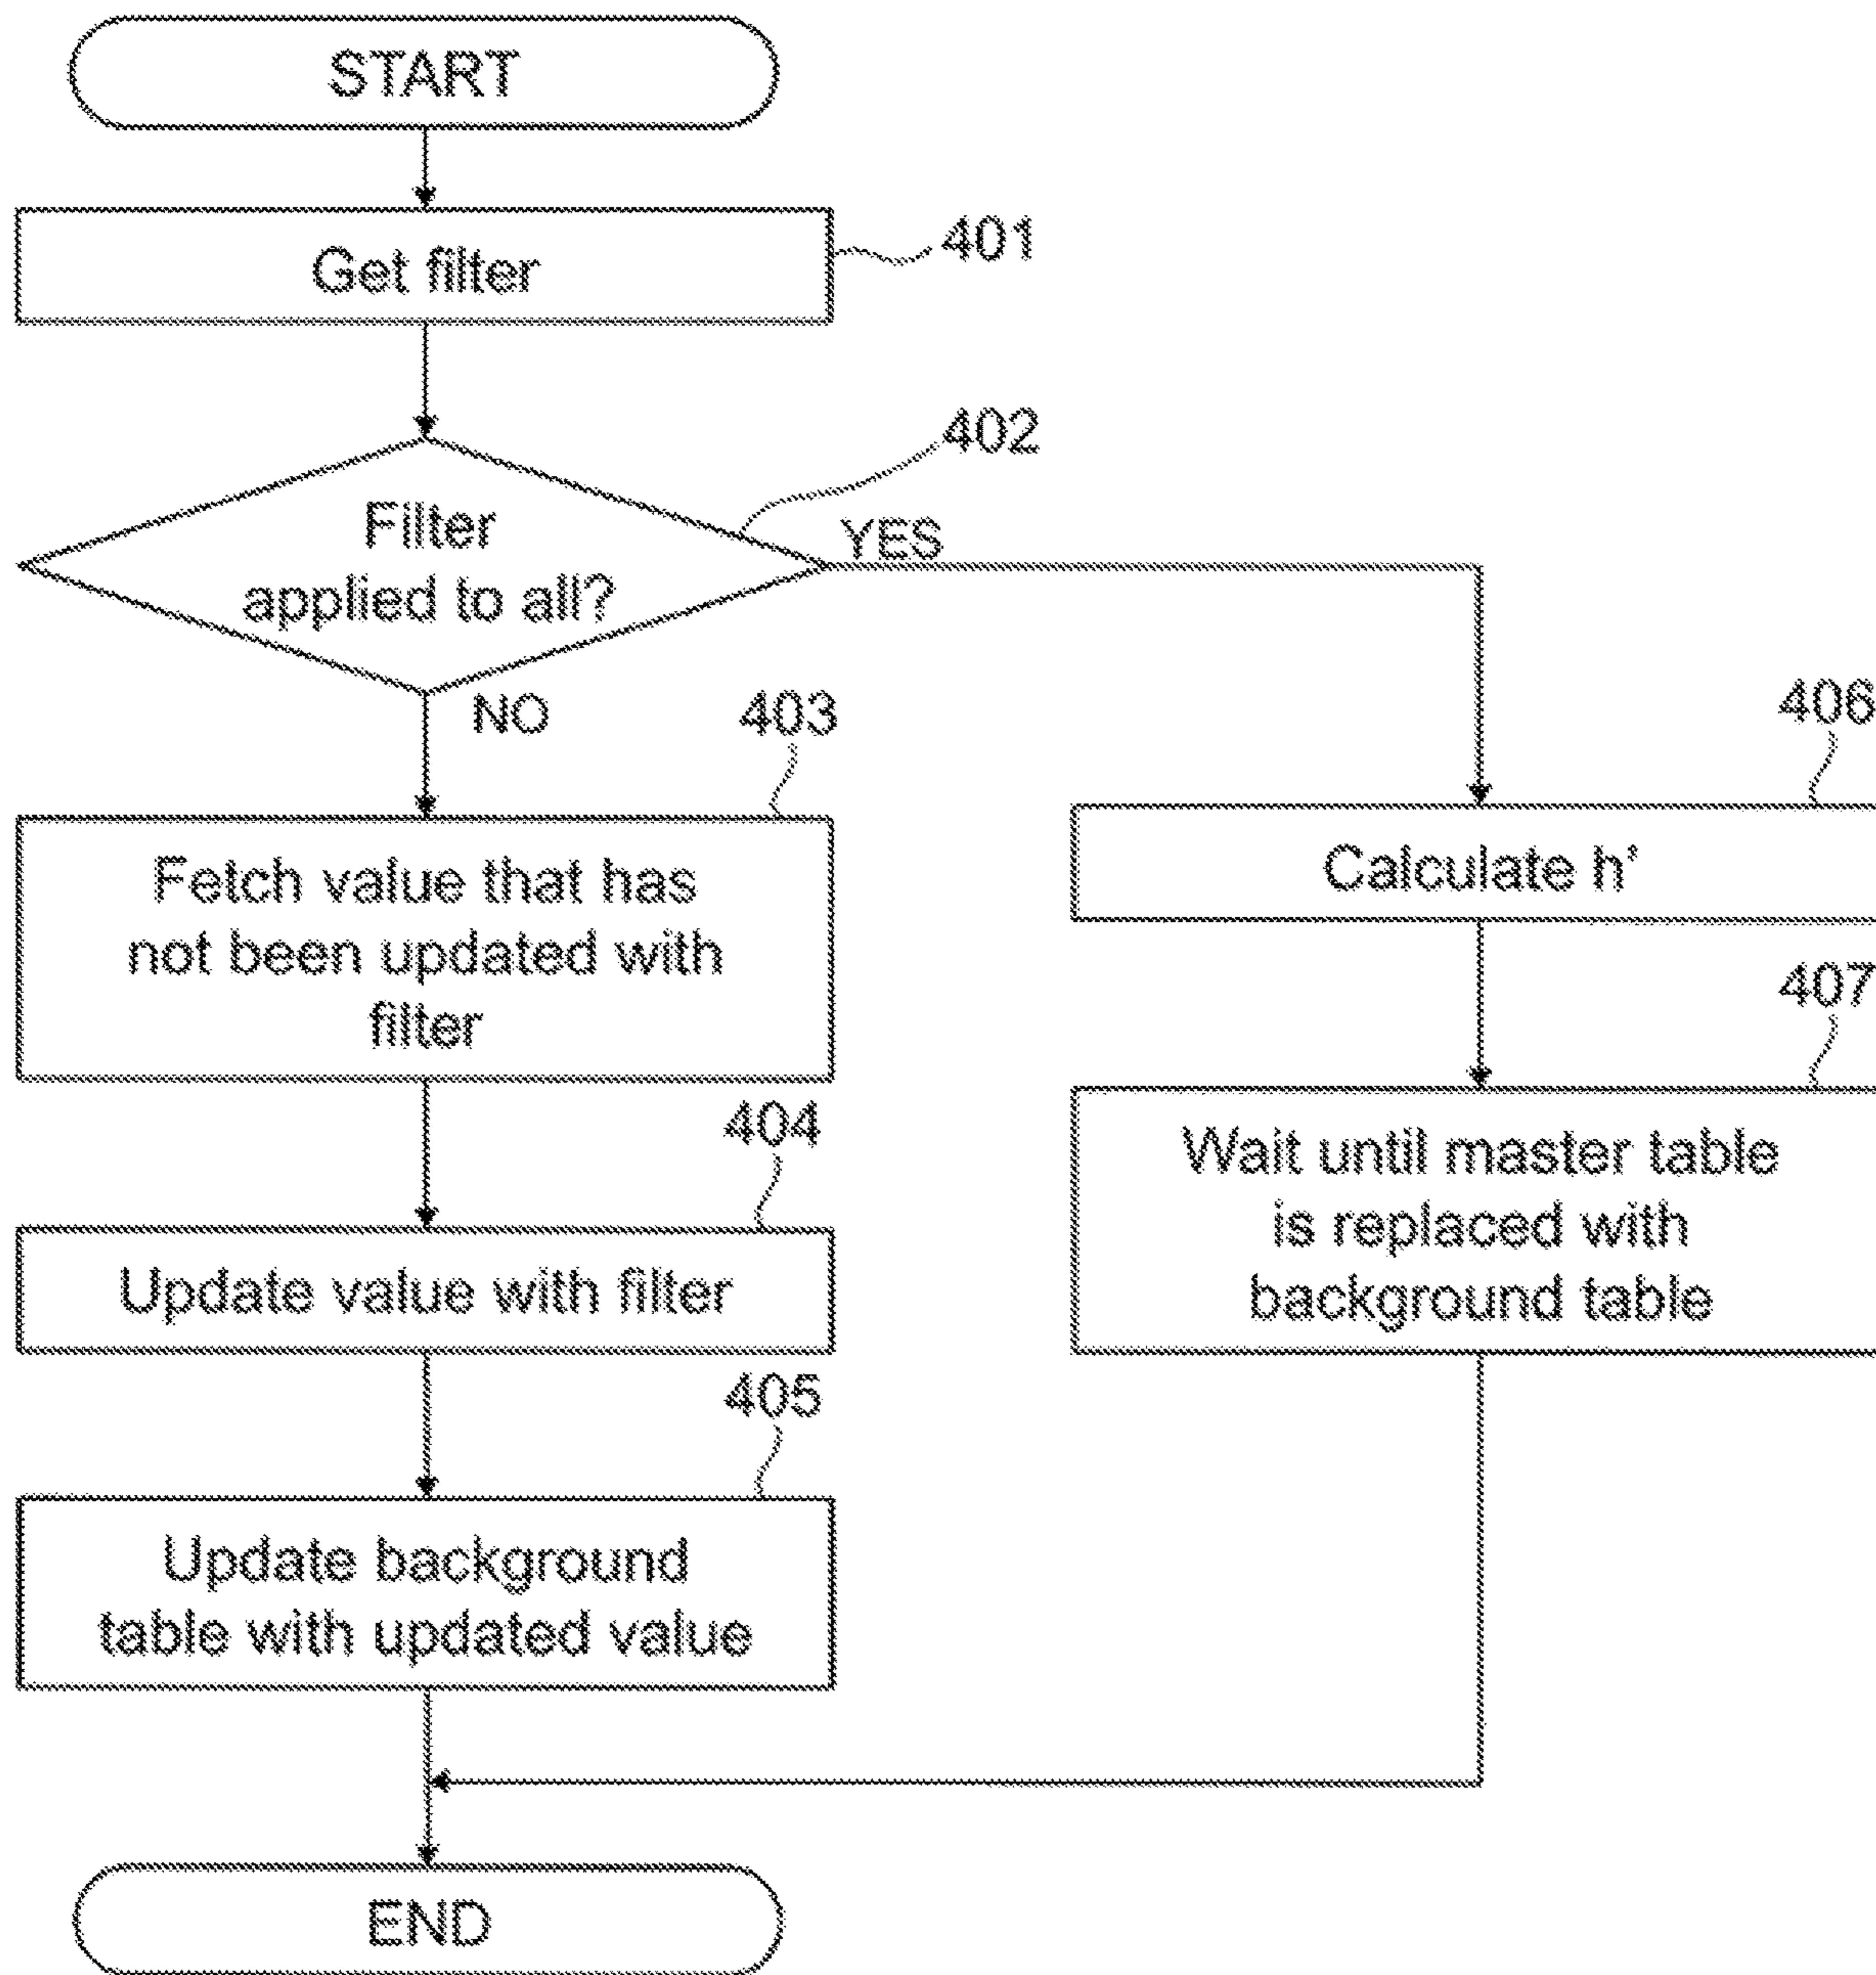 START
Get filter
401
402
Filter
applied to all?
YES
NO
403
Fetch value that has
not been updated with
filter
404
Update value with filter
405
Update background
table with updated value
406
Calculate h'
407
Wait until master table
is replaced with
background table
END